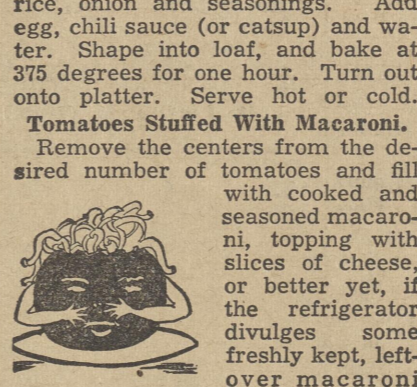 rice, onion and seasonings. Add
egg, chili sauce (or catsup) and wa-
ter. Shape into loaf, and bake at
375 degrees for one hour. Turn out
onto platter. Serve hot or cold.
Tomatoes Stuffed With Macaroni.
Remove the centers from the de-
sired number of tomatoes and fill
with cooked and
seasoned macaro-
ni, topping with
slices of cheese,
or better yet, if
the refrigerator
divulges some
freshly kept, left-
over macaroni